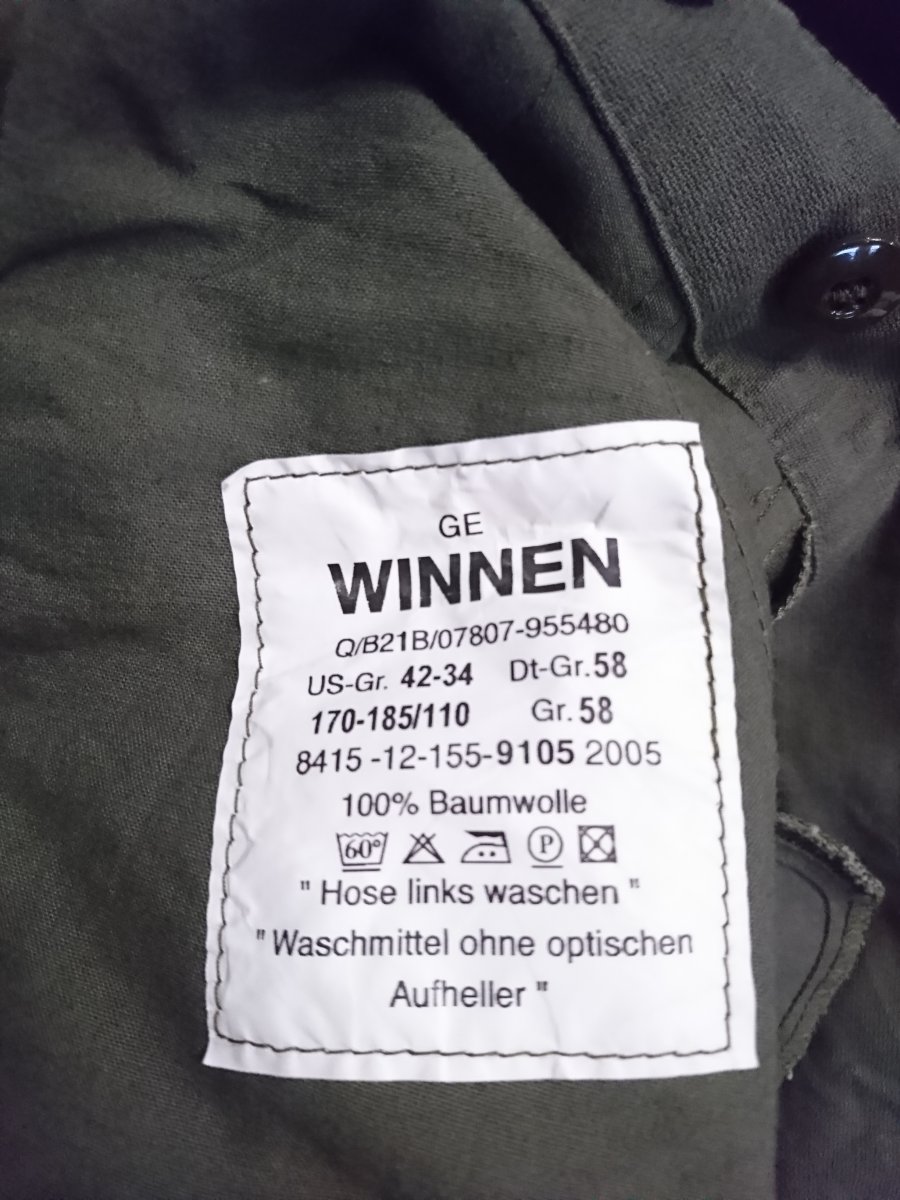 GE
WINNEN
Q/B21B/07807-955480
US-Gr. 42-34 Dt-Gr.58
170-185/110 Gr.58
8415 -12-155-9105 2005
100% Baumwolle
60° P
" Hose links waschen "
" Waschmittel ohne optischen
Aufheller "